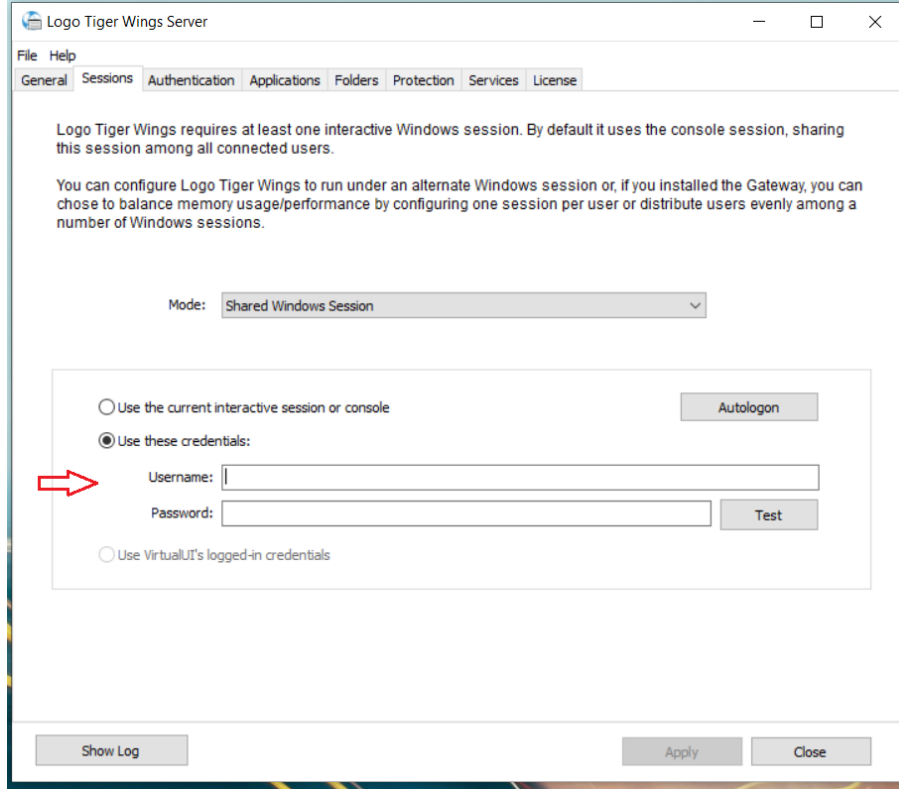 Logo Tiger Wings Server
File Help
General Sessions Authentication Applications Folders Protection Services License
Logo Tiger Wings requires at least one interactive Windows session. By default it uses the console session, sharing
this session among all connected users.
You can configure Logo Tiger Wings to run under an alternate Windows session or, if you installed the Gateway, you can
chose to balance memory usage/performance by configuring one session per user or distribute users evenly among a
number of Windows sessions.
Mode: Shared Windows Session
Use the current interactive session or console Autologon
Use these credentials:
Username:
Password: Test
Use VirtualUI's logged-in credentials
Show Log Apply Close